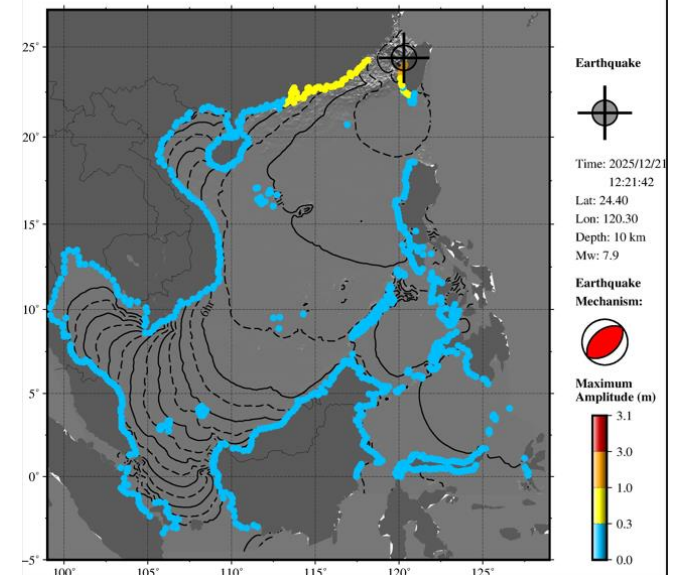 25°
20°
15°
10°
5°
0°
−5°
100°
105°
110°
115°
120°
125°
Earthquake
Time: 2025/12/21
12:21:42
Lat: 24.40
Lon: 120.30
Depth: 10 km
Mw: 7.9
Earthquake
Mechanism:
Maximum
Amplitude (m)
3.1
3.0
1.0
0.3
0.0